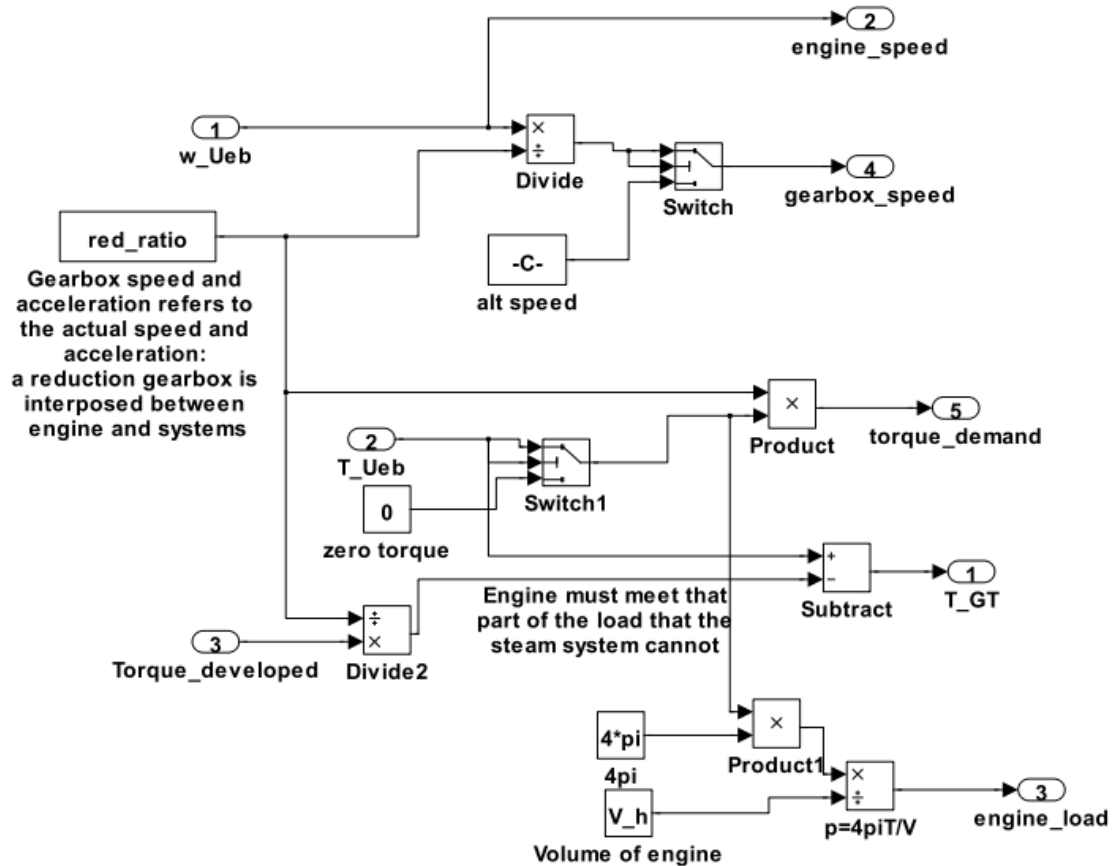 2
engine_speed
1
w_Ueb
×
÷
Divide
Switch
4
gearbox_speed
red_ratio
-C-
alt speed
Gearbox speed and
acceleration refers to
the actual speed and
acceleration:
a reduction gearbox is
interposed between
engine and systems
×
Product
5
torque_demand
2
T_Ueb
Switch1
0
zero torque
+
−
Subtract
1
T_GT
Engine must meet that
part of the load that the
steam system cannot
3
Torque_developed
÷
×
Divide2
4*pi
4pi
×
Product1
V_h
Volume of engine
×
÷
p=4piT/V
3
engine_load